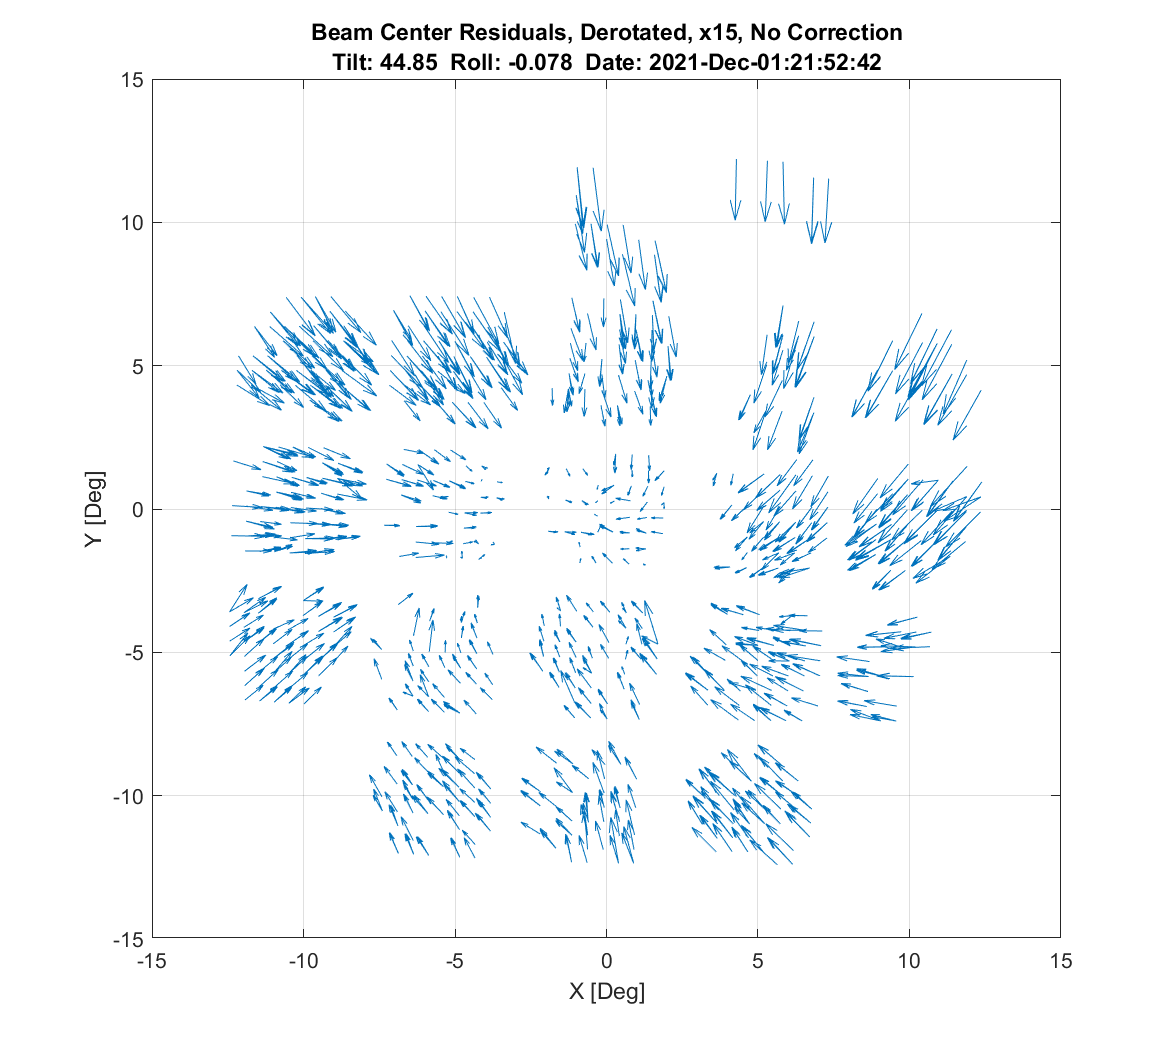 Beam Center Residuals, Derotated, x15, No Correction
Tilt: 44.85 Roll: -0.078 Date: 2021-Dec-01:21:52:42
15
10
5
0
-5
-10
-15
Y [Deg]
-15 -10 -5 0 5 10 15
X [Deg]